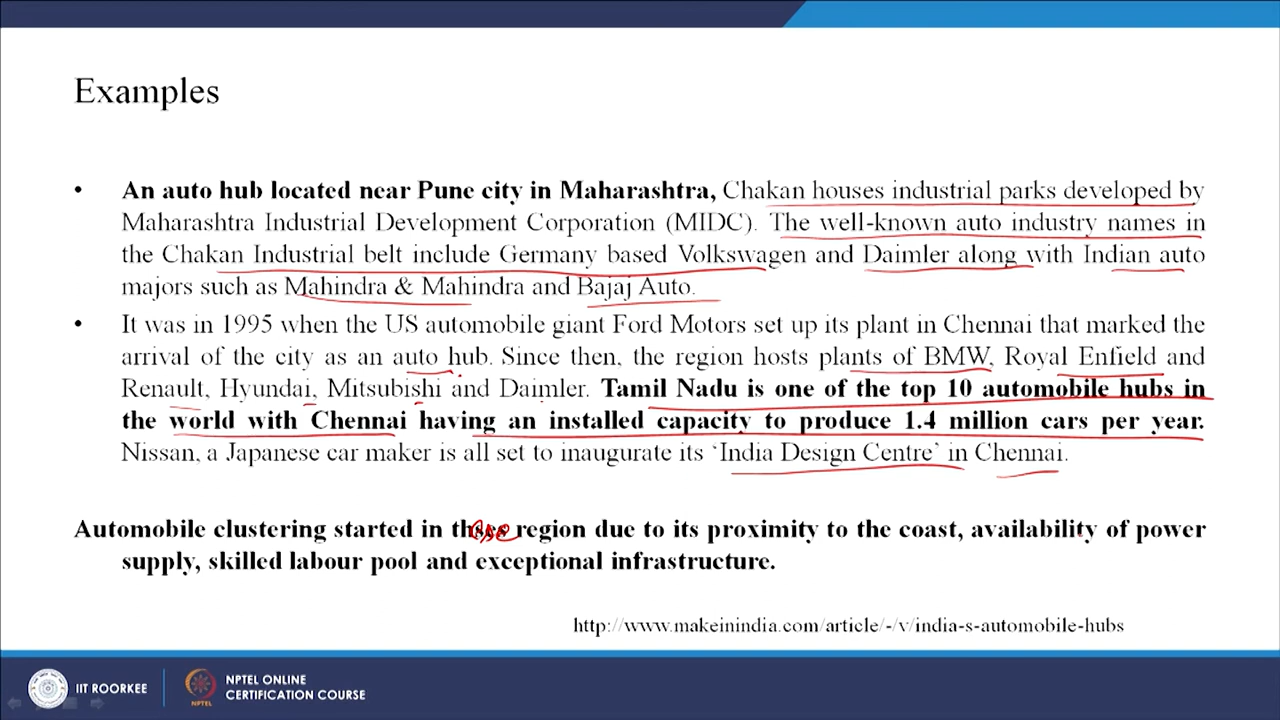 Examples
• An auto hub located near Pune city in Maharashtra, Chakan houses industrial parks developed by
Maharashtra Industrial Development Corporation (MIDC). The well-known auto industry names in
the Chakan Industrial belt include Germany based Volkswagen and Daimler along with Indian auto
majors such as Mahindra & Mahindra and Bajaj Auto.
• It was in 1995 when the US automobile giant Ford Motors set up its plant in Chennai that marked the
arrival of the city as an auto hub. Since then, the region hosts plants of BMW, Royal Enfield and
Renault, Hyundai, Mitsubishi and Daimler. Tamil Nadu is one of the top 10 automobile hubs in
the world with Chennai having an installed capacity to produce 1.4 million cars per year.
Nissan, a Japanese car maker is all set to inaugurate its ‘India Design Centre’ in Chennai.
Automobile clustering started in region due to its proximity to the coast, availability of power
supply, skilled labour pool and exceptional infrastructure.
http://www.makeinindia.com/article/-/v/india-s-automobile-hubs
IIT ROORKEE
NPTEL
NPTEL ONLINE
CERTIFICATION COURSE